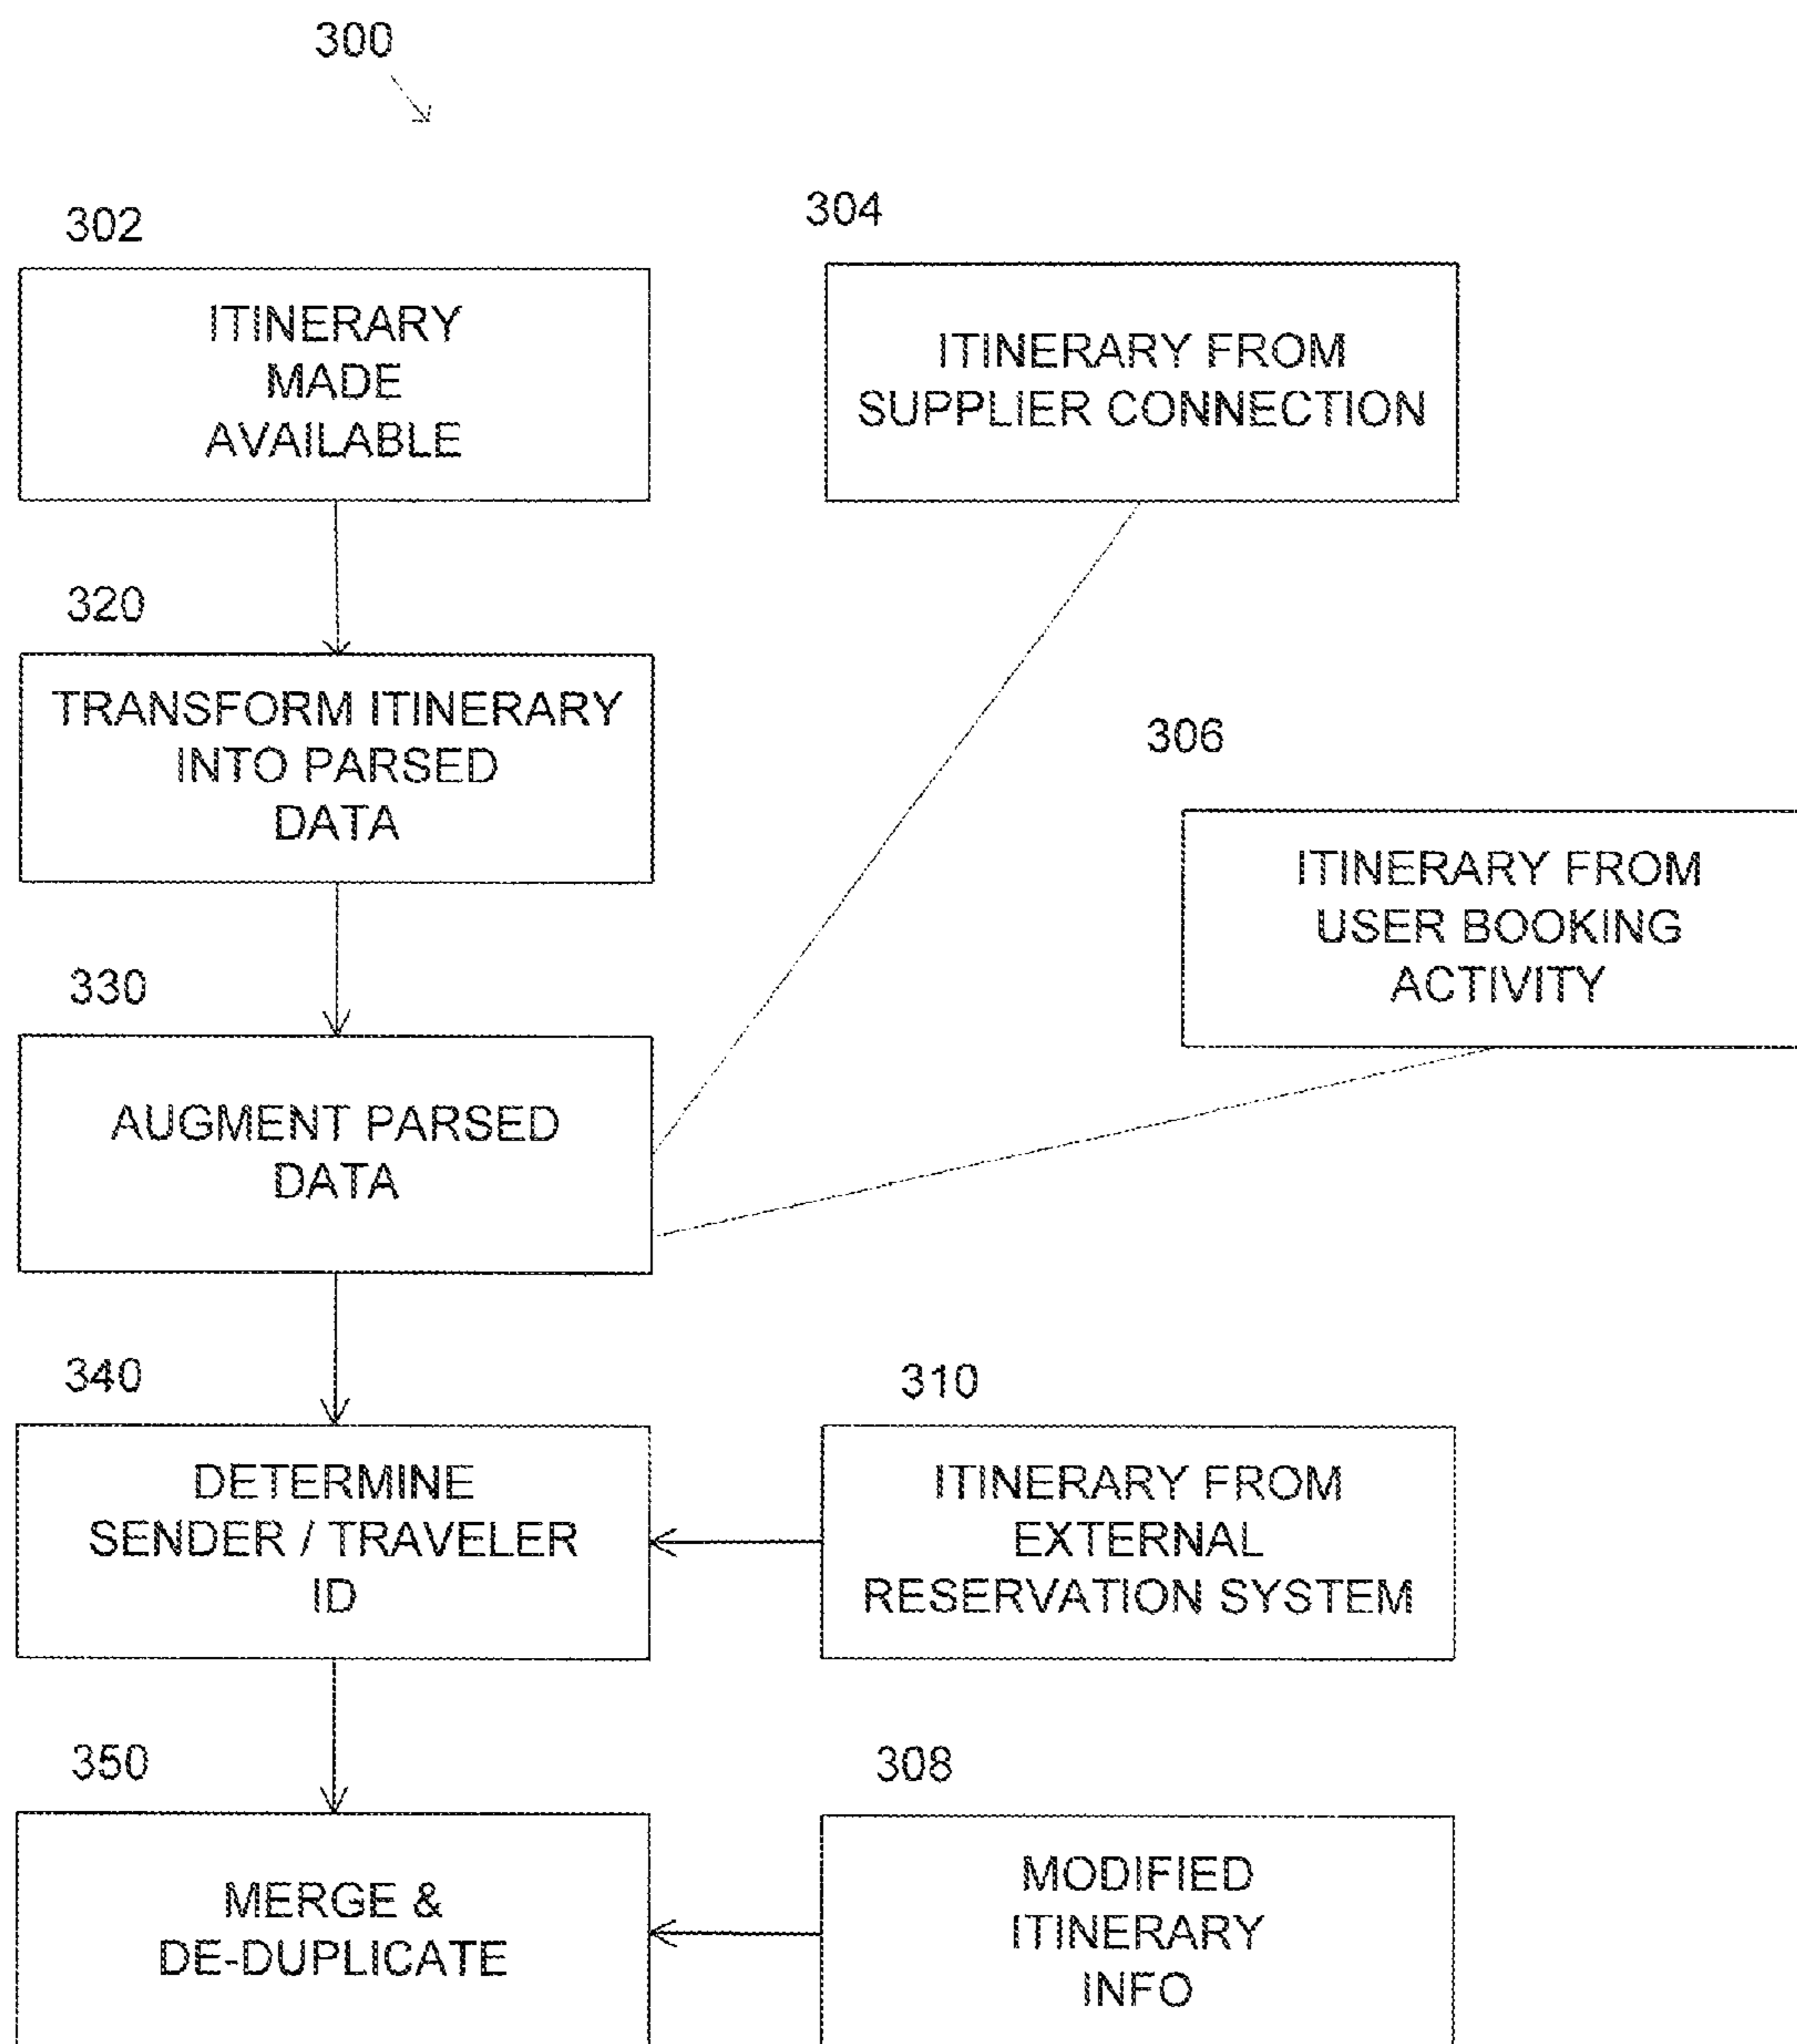 300
302
ITINERARY
MADE
AVAILABLE
304
ITINERARY FROM
SUPPLIER CONNECTION
320
TRANSFORM ITINERARY
INTO PARSED
DATA
306
ITINERARY FROM
USER BOOKING
ACTIVITY
330
AUGMENT PARSED
DATA
340
DETERMINE
SENDER / TRAVELER
ID
310
ITINERARY FROM
EXTERNAL
RESERVATION SYSTEM
350
MERGE &
DE-DUPLICATE
308
MODIFIED
ITINERARY
INFO